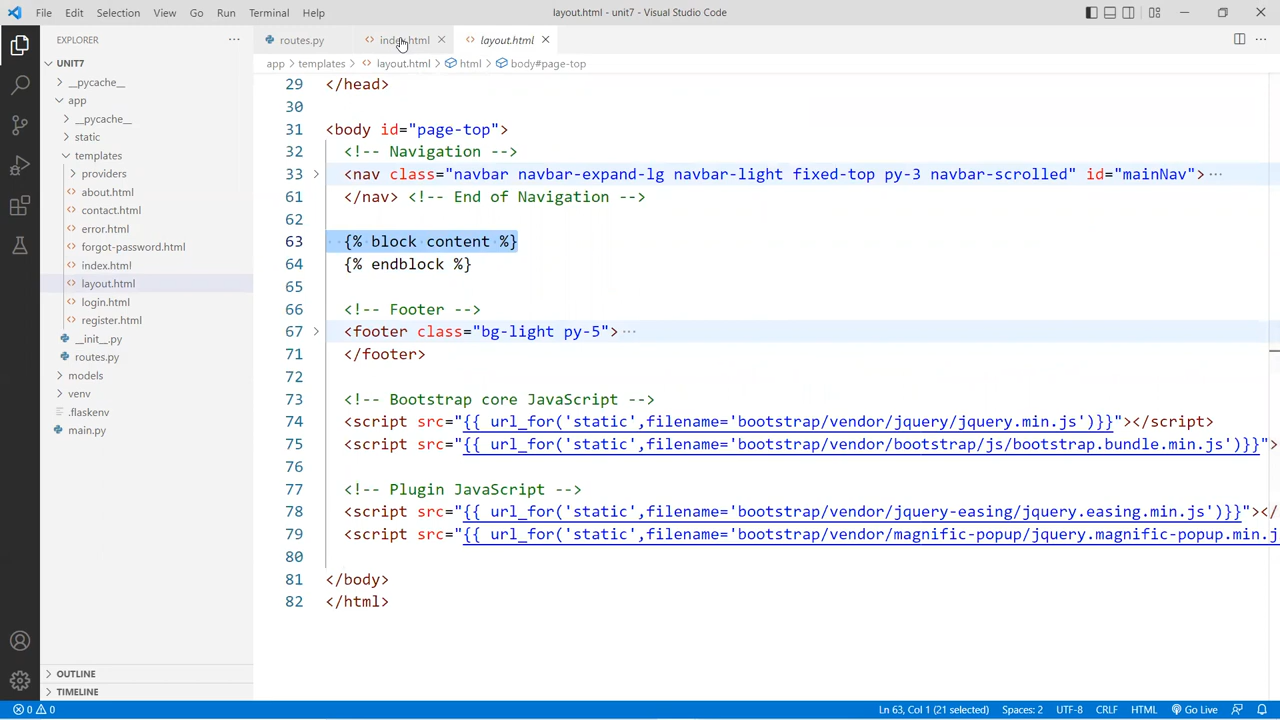 File Edit Selection View Go Run Terminal Help layout.html - unit7 - Visual Studio Code
EXPLORER
UNIT7
__pycache__
app
__pycache__
static
templates
providers
about.html
contact.html
error.html
forgot-password.html
index.html
layout.html
login.html
register.html
__init__.py
routes.py
models
venv
.flaskenv
main.py
OUTLINE
TIMELINE
routes.py index.html layout.html
app templates layout.html html body#page-top
29 </head>
30
31 <body id="page-top">
32 <!-- Navigation -->
33 <nav class="navbar navbar-expand-lg navbar-light fixed-top py-3 navbar-scrolled" id="mainNav"> ···
61 </nav> <!-- End of Navigation -->
62
63 {% block content %}
64 {% endblock %}
65
66 <!-- Footer -->
67 <footer class="bg-light py-5"> ···
71 </footer>
72
73 <!-- Bootstrap core JavaScript -->
74 <script src="{{ url_for('static',filename='bootstrap/vendor/jquery/jquery.min.js')}}"></script>
75 <script src="{{ url_for('static',filename='bootstrap/vendor/bootstrap/js/bootstrap.bundle.min.js')}}">
76
77 <!-- Plugin JavaScript -->
78 <script src="{{ url_for('static',filename='bootstrap/vendor/jquery-easing/jquery.easing.min.js')}}"></
79 <script src="{{ url_for('static',filename='bootstrap/vendor/magnific-popup/jquery.magnific-popup.min.j
80
81 </body>
82 </html>
0 0 Ln 63, Col 1 (21 selected) Spaces: 2 UTF-8 CRLF HTML Go Live